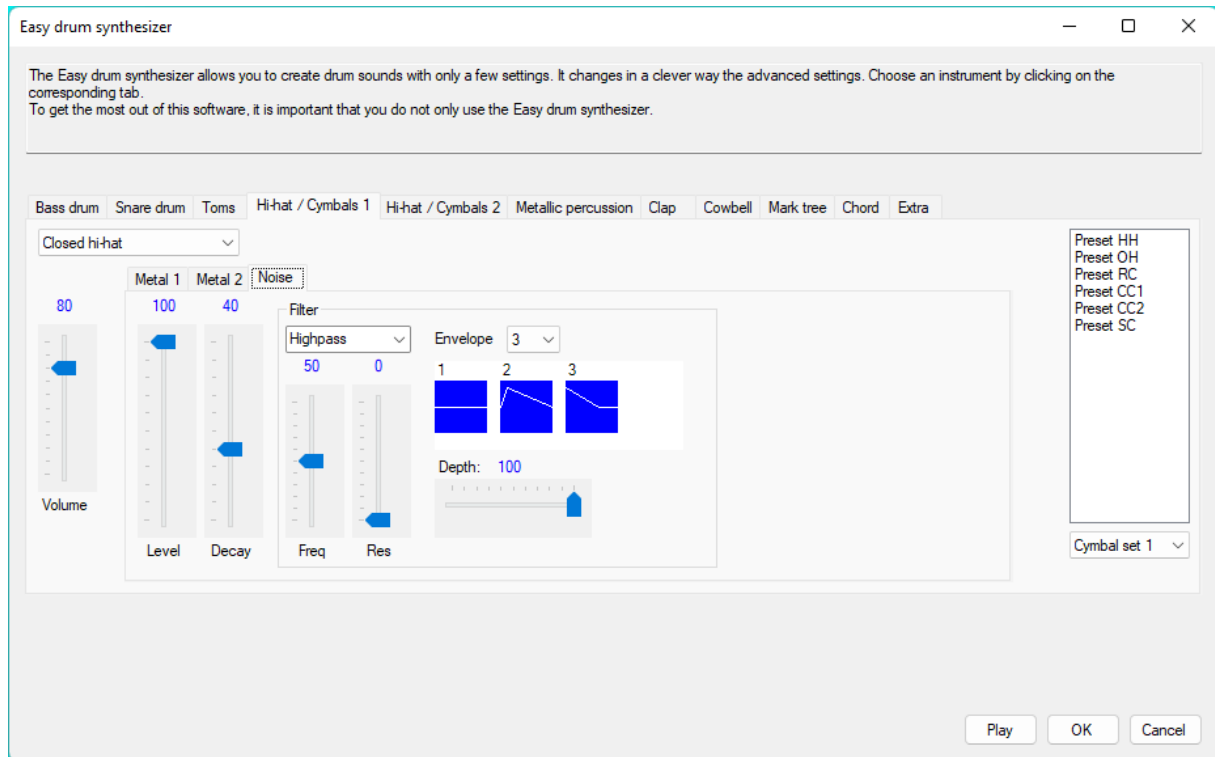 Easy drum synthesizer
The Easy drum synthesizer allows you to create drum sounds with only a few settings. It changes in a clever way the advanced settings. Choose an instrument by clicking on the
corresponding tab.
To get the most out of this software, it is important that you do not only use the Easy drum synthesizer.
Bass drum Snare drum Toms Hi-hat / Cymbals 1 Hi-hat / Cymbals 2 Metallic percussion Clap Cowbell Mark tree Chord Extra
Closed hi-hat
Metal 1 Metal 2 Noise
80
Volume
100 40
Level Decay
Filter
Highpass
50 0
Freq Res
Envelope 3
1 2 3
Depth: 100
Preset HH
Preset OH
Preset RC
Preset CC1
Preset CC2
Preset SC
Cymbal set 1
Play OK Cancel